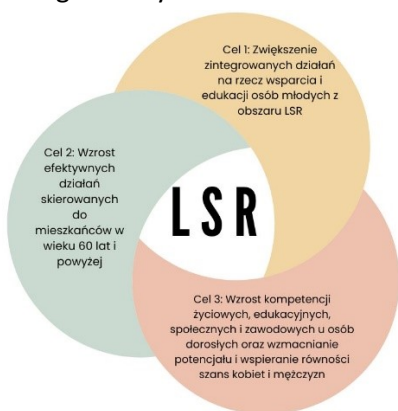 Cel 1: Zwiększenie
zintegrowanych działań
na rzecz wsparcia i
edukacji osób młodych z
obszaru LSR
Cel 2: Wzrost
efektywnych
działań
skierowanych
do
mieszkańców w
wieku 60 lat i
powyżej
LSR
Cel 3: Wzrost kompetencji
życiowych, edukacyjnych,
społecznych i zawodowych u osób
dorosłych oraz wzmacnianie
potencjału i wspieranie równości
szans kobiet i mężczyzn